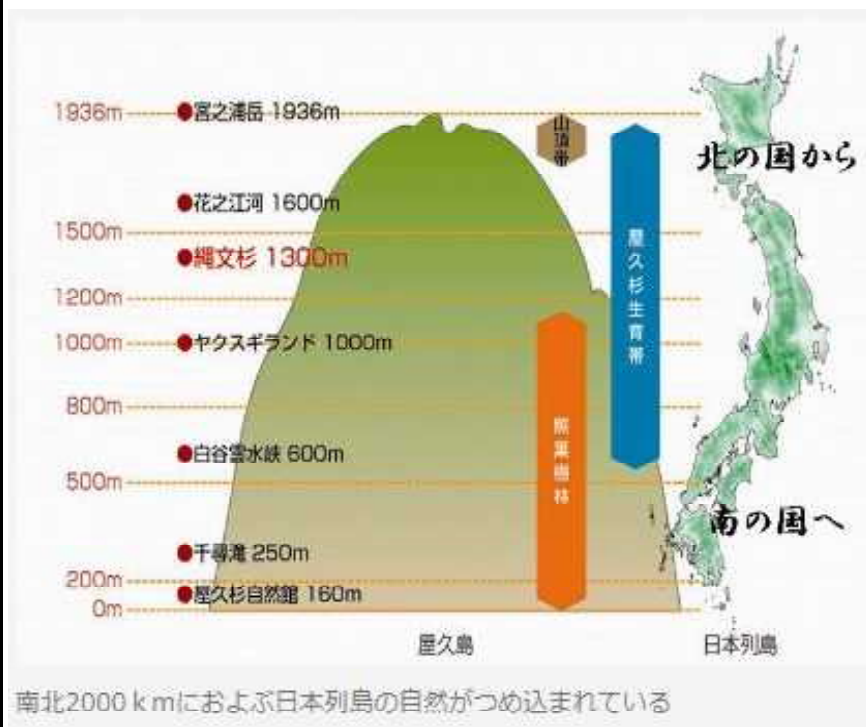 1936m
宮之浦岳 1936m
花之江河 1600m
1500m
縄文杉 1300m
1200m
1000m
ヤクスギランド 1000m
800m
白谷雲水峡 600m
500m
千尋滝 250m
200m
屋久杉自然館 160m
0m
山頂帯
屋久杉生育帯
照葉樹林
北の国から
南の国へ
屋久島
日本列島
南北2000kmにおよぶ日本列島の自然がつめ込まれている